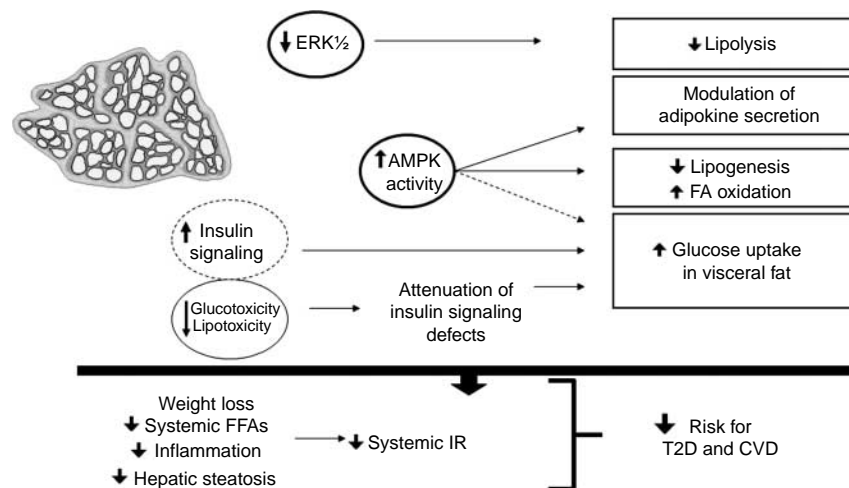 ↓ ERK½
↓ Lipolysis
Modulation of
adipokine secretion
↑ AMPK
activity
↓ Lipogenesis
↑ FA oxidation
↑ Insulin
signaling
↑ Glucose uptake
in visceral fat
↓ Glucotoxicity
Lipotoxicity
Attenuation of
insulin signaling
defects
Weight loss
↓ Systemic FFAs
↓ Inflammation
↓ Hepatic steatosis
↓ Systemic IR
↓ Risk for
T2D and CVD